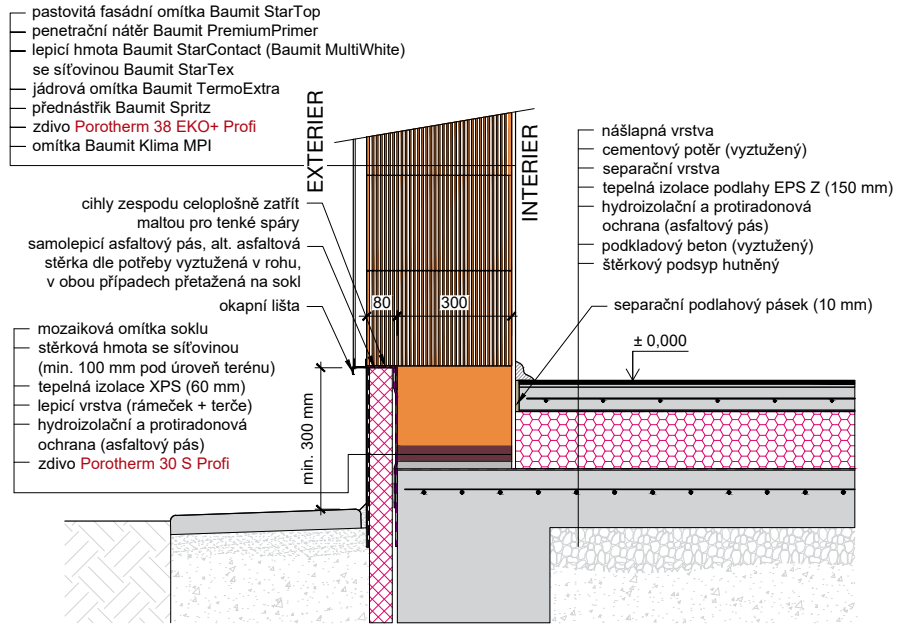 pastovitá fasádní omítka Baumit StarTop
penetrační nátěr Baumit PremiumPrimer
lepicí hmota Baumit StarContact (Baumit MultiWhite)
se síťovinou Baumit StarTex
jádrová omítka Baumit TermoExtra
přednástřik Baumit Spritz
zdivo Porotherm 38 EKO+ Profi
omítka Baumit Klima MPI
EXTERIER
INTERIER
nášlapná vrstva
cementový potěr (vyztužený)
separační vrstva
tepelná izolace podlahy EPS Z (150 mm)
hydroizolační a protiradonová
ochrana (asfaltový pás)
podkladový beton (vyztužený)
štěrkový podsyp hutněný
cihly zespodu celoplošně zatřít
maltou pro tenké spáry
samolepicí asfaltový pás, alt. asfaltová
stěrka dle potřeby vyztužená v rohu,
v obou případech přetažená na sokl
okapní lišta
80
300
separační podlahový pásek (10 mm)
± 0,000
mozaiková omítka soklu
stěrková hmota se síťovinou
(min. 100 mm pod úroveň terénu)
tepelná izolace XPS (60 mm)
lepicí vrstva (rámeček + terče)
hydroizolační a protiradonová
ochrana (asfaltový pás)
zdivo Porotherm 30 S Profi
min. 300 mm